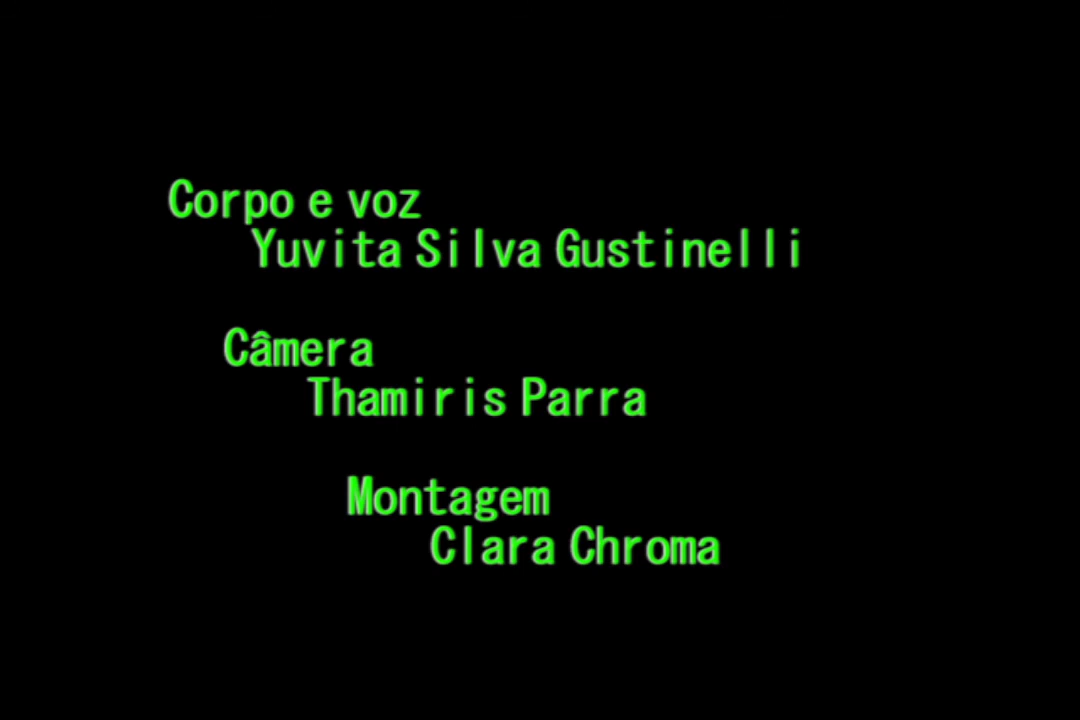 Corpo e voz
Yuvita Silva Gustinelli
Câmera
Thamiris Parra
Montagem
Clara Chroma